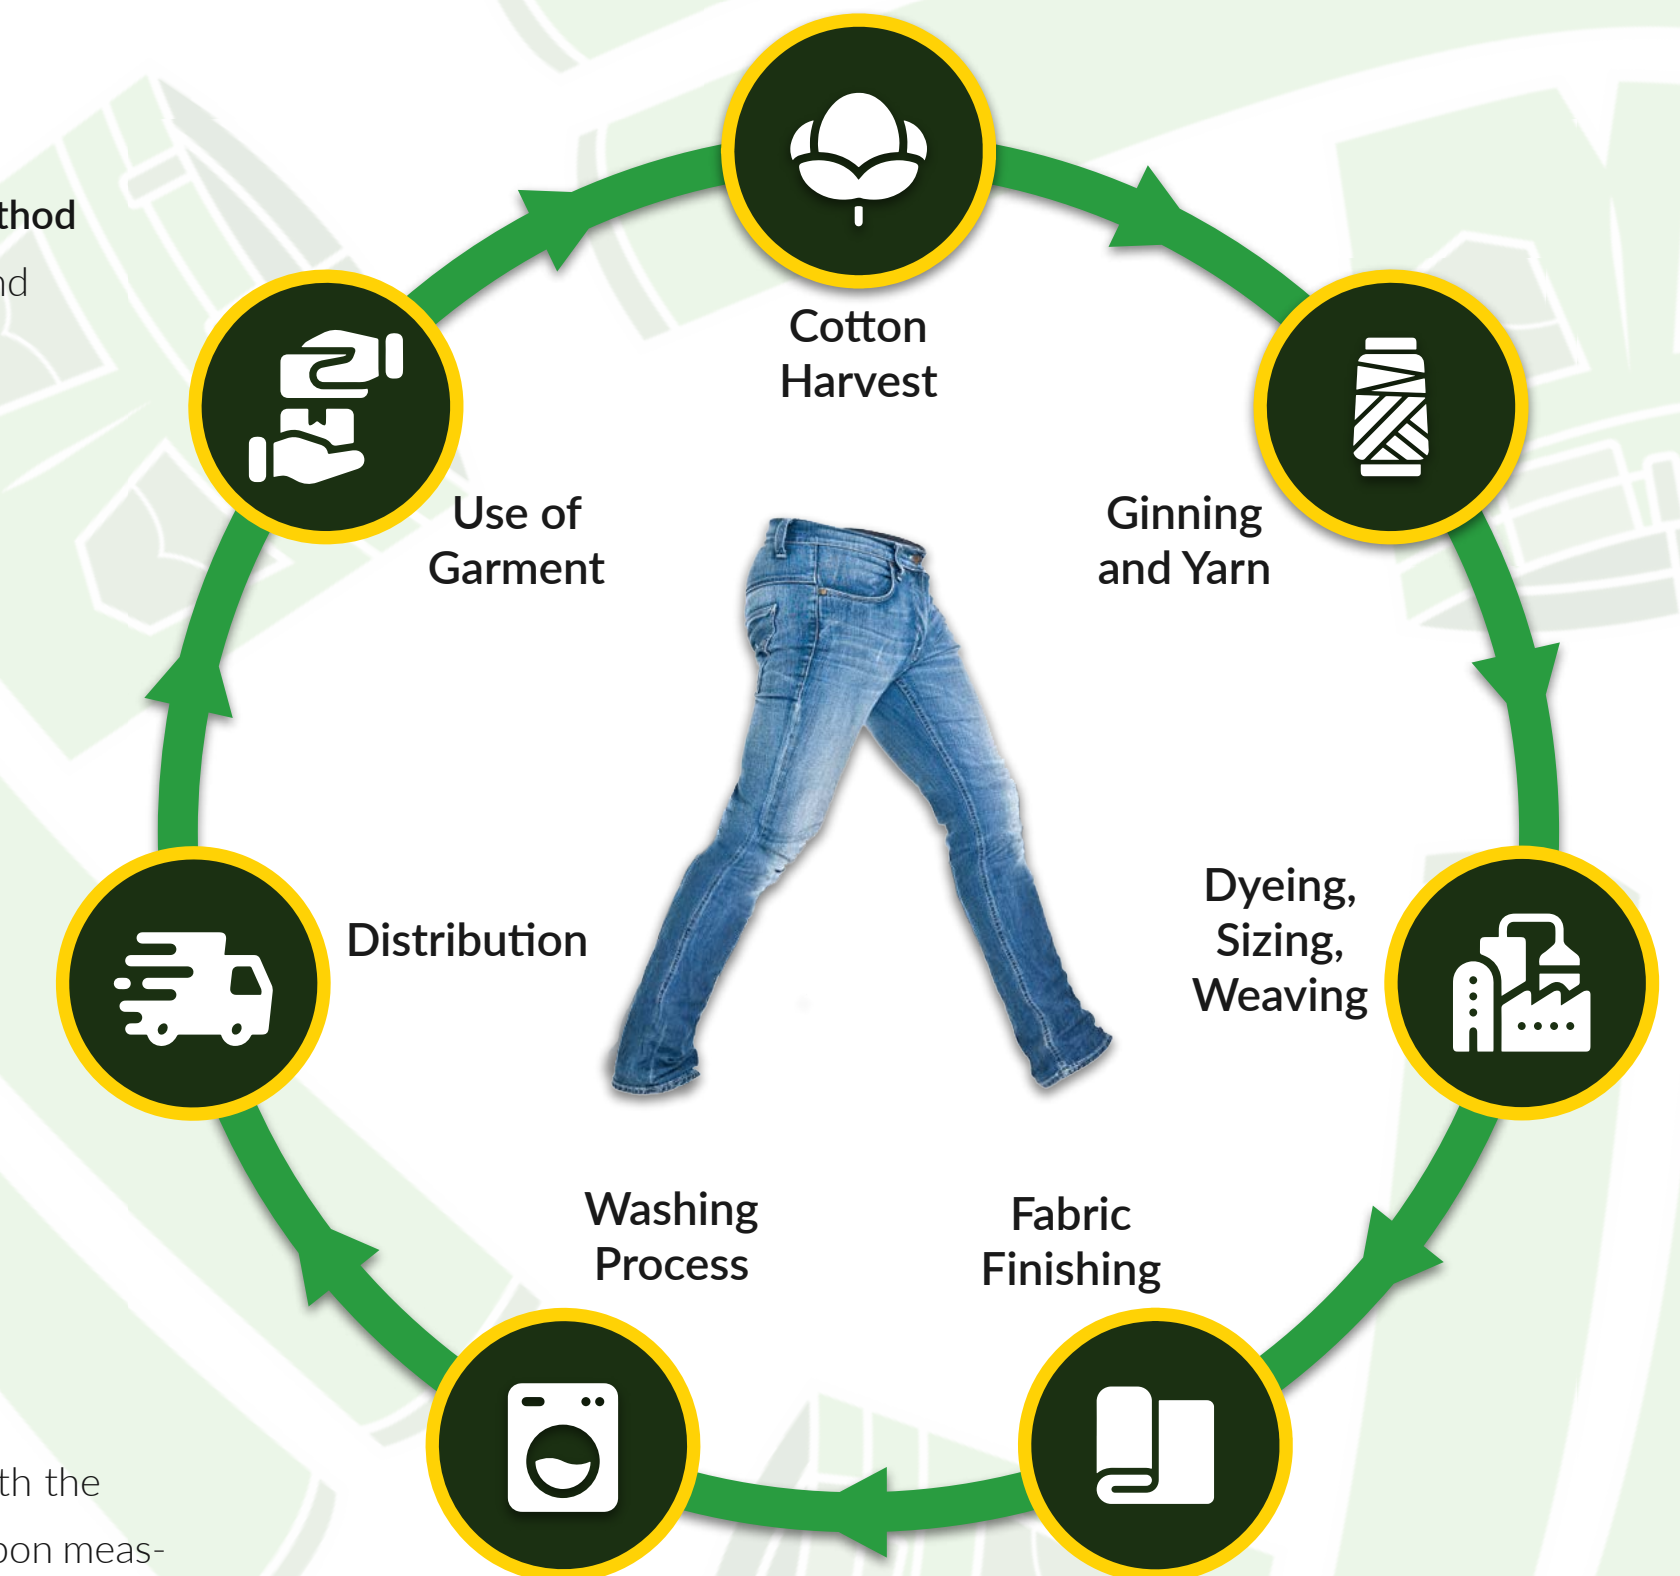 thod
nd
th the
bon meas-
Cotton
Harvest
Ginning
and Yarn
Dyeing,
Sizing,
Weaving
Fabric
Finishing
Washing
Process
Distribution
Use of
Garment